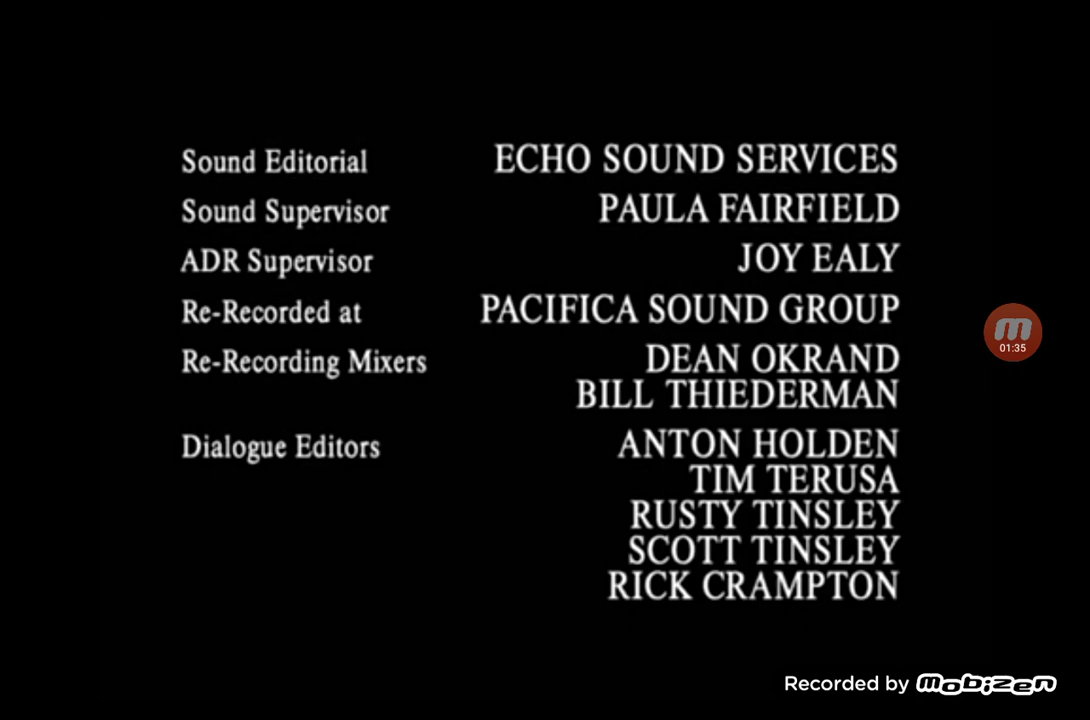 Sound Editorial ECHO SOUND SERVICES
Sound Supervisor PAULA FAIRFIELD
ADR Supervisor JOY EALY
Re-Recorded at PACIFICA SOUND GROUP
Re-Recording Mixers DEAN OKRAND
BILL THIEDERMAN
Dialogue Editors ANTON HOLDEN
TIM TERUSA
RUSTY TINSLEY
SCOTT TINSLEY
RICK CRAMPTON
01:35
Recorded by mobizen